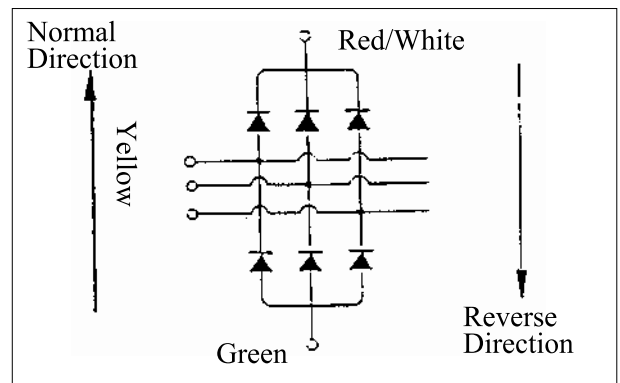 Normal
Direction
Red/White
Yellow
Green
Reverse
Direction